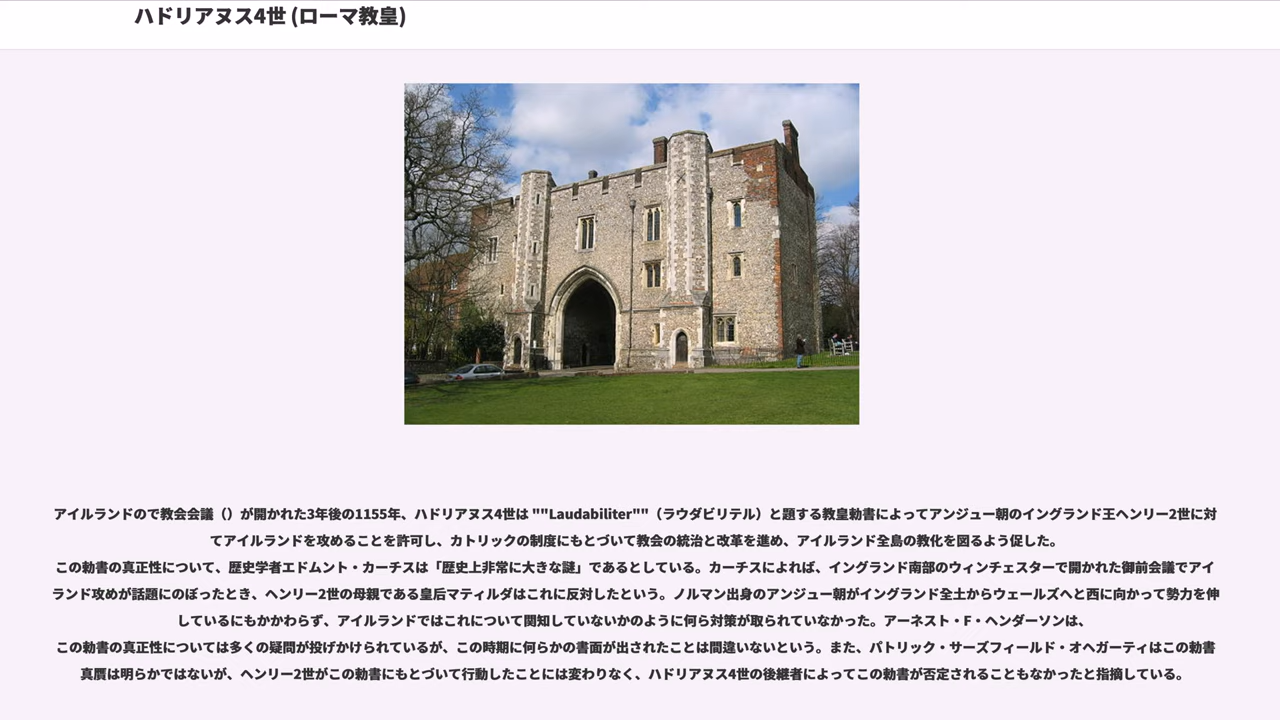 ハドリアヌス4世 (ローマ教皇)
アイルランドので教会会議（）が開かれた3年後の1155年、ハドリアヌス4世は ""Laudabiliter""（ラウダビリテル）と題する教皇勅書によってアンジュー朝のイングランド王ヘンリー2世に対
てアイルランドを攻めることを許可し、カトリックの制度にもとづいて教会の統治と改革を進め、アイルランド全島の教化を図るよう促した。
この勅書の真正性について、歴史学者エドムント・カーチスは「歴史上非常に大きな謎」であるとしている。カーチスによれば、イングランド南部のウィンチェスターで開かれた御前会議でアイ
ランド攻めが話題にのぼったとき、ヘンリー2世の母親である皇后マティルダはこれに反対したという。ノルマン出身のアンジュー朝がイングランド全土からウェールズへと西に向かって勢力を伸
しているにもかかわらず、アイルランドではこれについて関知していないかのように何ら対策が取られていなかった。アーネスト・F・ヘンダーソンは、
この勅書の真正性については多くの疑問が投げかけられているが、この時期に何らかの書面が出されたことは間違いないという。また、パトリック・サーズフィールド・オヘガーティはこの勅書
真贋は明らかではないが、ヘンリー2世がこの勅書にもとづいて行動したことには変わりなく、ハドリアヌス4世の後継者によってこの勅書が否定されることもなかったと指摘している。